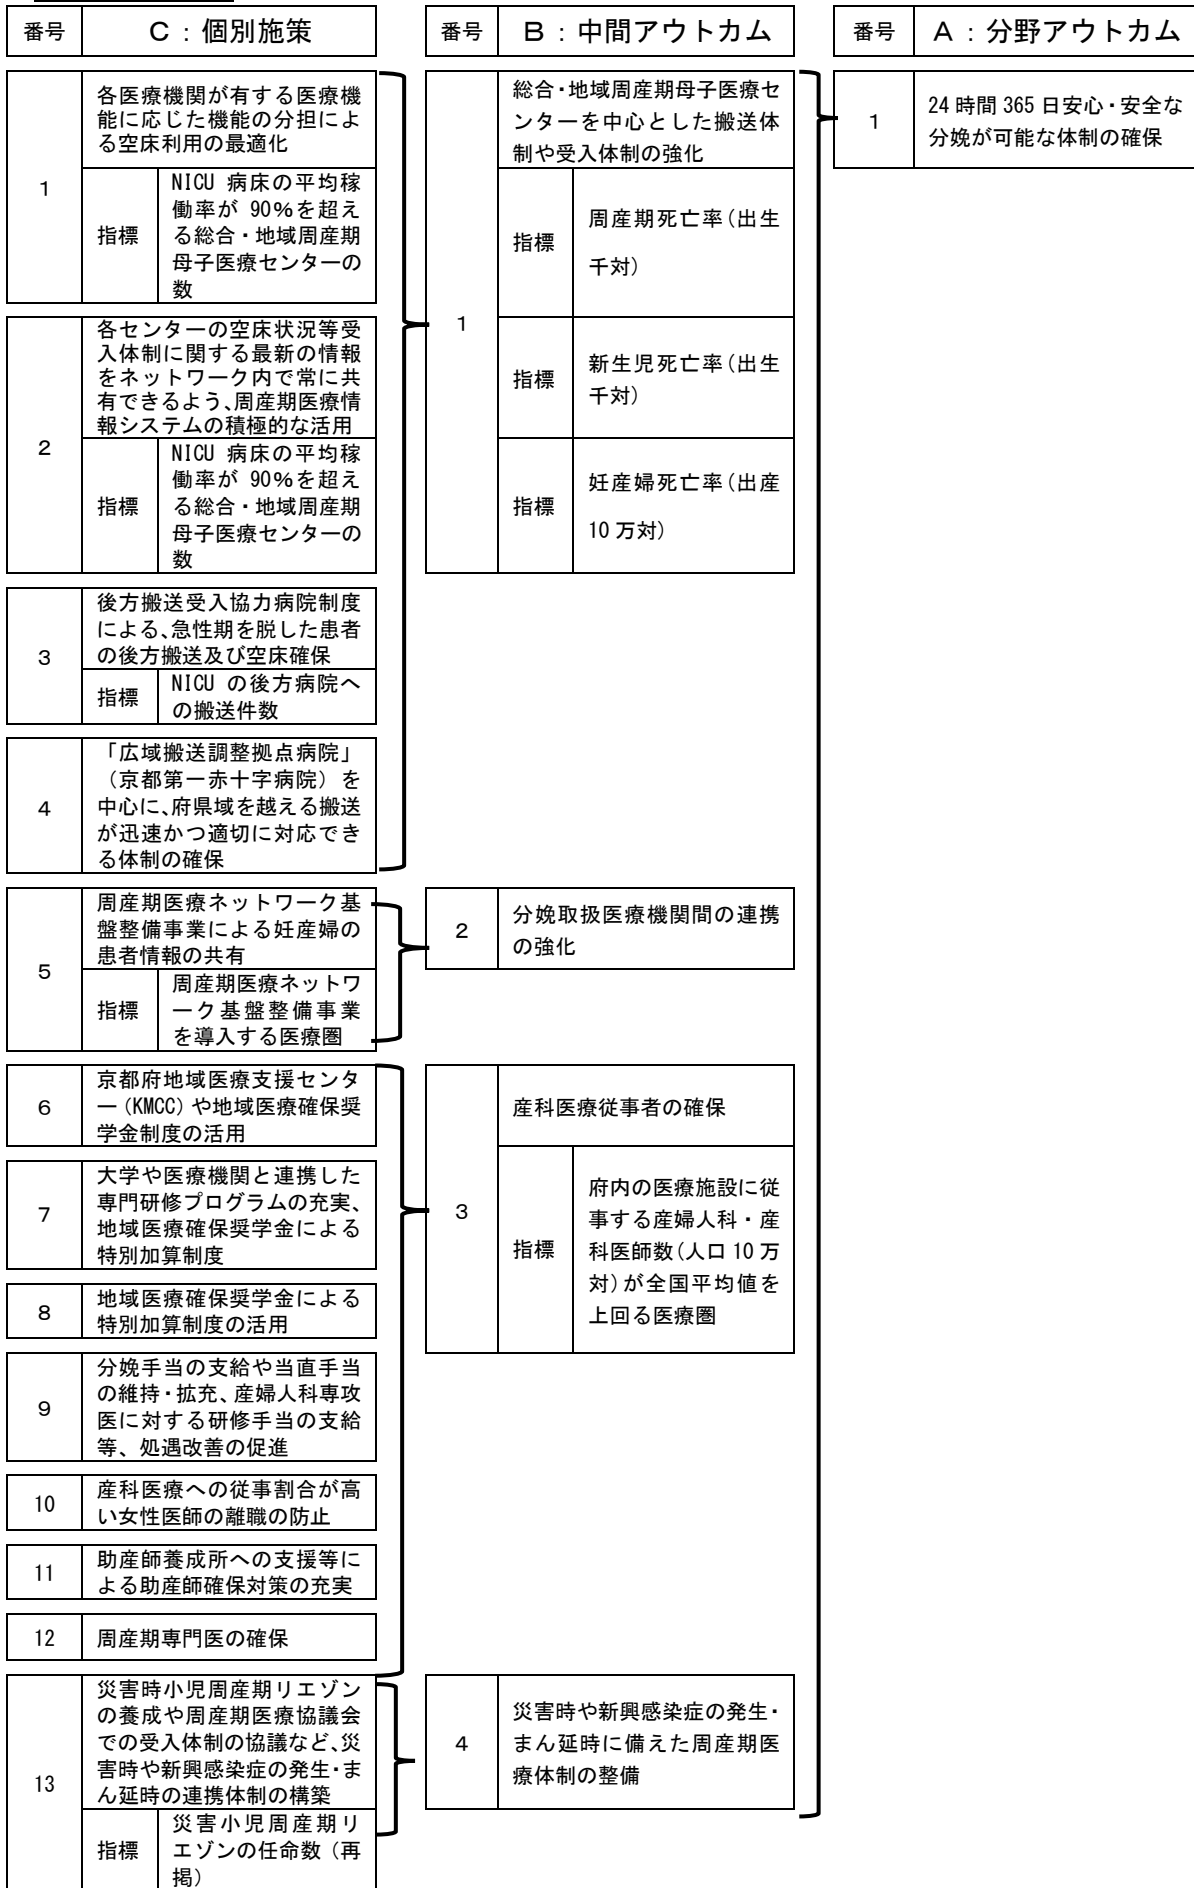 番号
C：個別施策
番号
B：中間アウトカム
番号
A：分野アウトカム
1
各医療機関が有する医療機
能に応じた機能の分担によ
る空床利用の最適化
指標
NICU 病床の平均稼
働率が 90％を超え
る総合・地域周産期
母子医療センターの
数
2
各センターの空床状況等受
入体制に関する最新の情報
をネットワーク内で常に共
有できるよう、周産期医療情
報システムの積極的な活用
指標
NICU 病床の平均稼
働率が 90％を超え
る総合・地域周産期
母子医療センターの
数
3
後方搬送受入協力病院制度
による、急性期を脱した患者
の後方搬送及び空床確保
指標
NICU の後方病院へ
の搬送件数
4
「広域搬送調整拠点病院」
（京都第一赤十字病院）を
中心に、府県域を越える搬送
が迅速かつ適切に対応でき
る体制の確保
5
周産期医療ネットワーク基
盤整備事業による妊産婦の
患者情報の共有
指標
周産期医療ネットワ
ーク基盤整備事業
を導入する医療圏
6
京都府地域医療支援センタ
ー（KMCC）や地域医療確保奨
学金制度の活用
7
大学や医療機関と連携した
専門研修プログラムの充実、
地域医療確保奨学金による
特別加算制度
8
地域医療確保奨学金による
特別加算制度の活用
9
分娩手当の支給や当直手当
の維持・拡充、産婦人科専攻
医に対する研修手当の支給
等、処遇改善の促進
10
産科医療への従事割合が高
い女性医師の離職の防止
11
助産師養成所への支援等に
よる助産師確保対策の充実
12
周産期専門医の確保
13
災害時小児周産期リエゾン
の養成や周産期医療協議会
での受入体制の協議など、災
害時や新興感染症の発生・ま
ん延時の連携体制の構築
指標
災害小児周産期リ
エゾンの任命数（再
掲）
1
総合・地域周産期母子医療セ
ンターを中心とした搬送体
制や受入体制の強化
指標
周産期死亡率（出生
千対）
指標
新生児死亡率（出生
千対）
指標
妊産婦死亡率（出産
10 万対）
2
分娩取扱医療機関間の連携
の強化
3
産科医療従事者の確保
指標
府内の医療施設に従
事する産婦人科・産
科医師数（人口 10 万
対）が全国平均値を
上回る医療圏
4
災害時や新興感染症の発生・
まん延時に備えた周産期医
療体制の整備
1
24 時間 365 日安心・安全な
分娩が可能な体制の確保